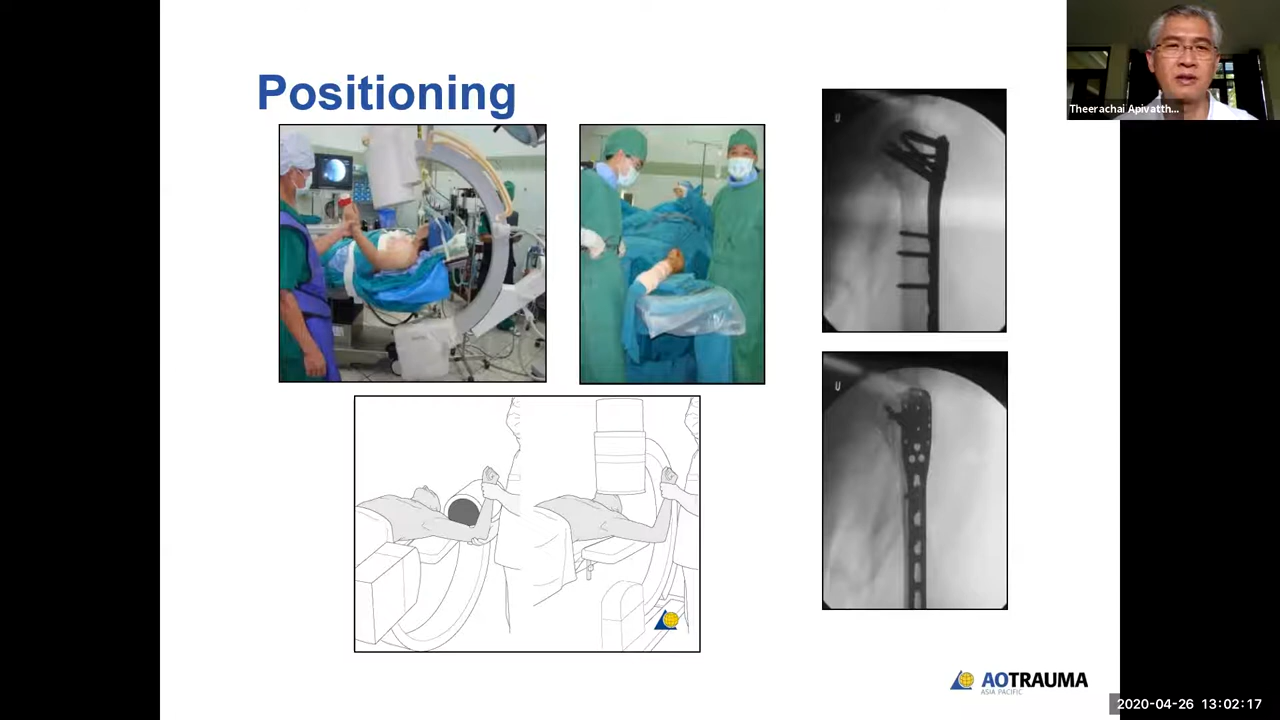 Positioning
Theerachai Apivatth...
U
U
AOTRAUMA
ASIA PACIFIC
2020-04-26 13:02:17